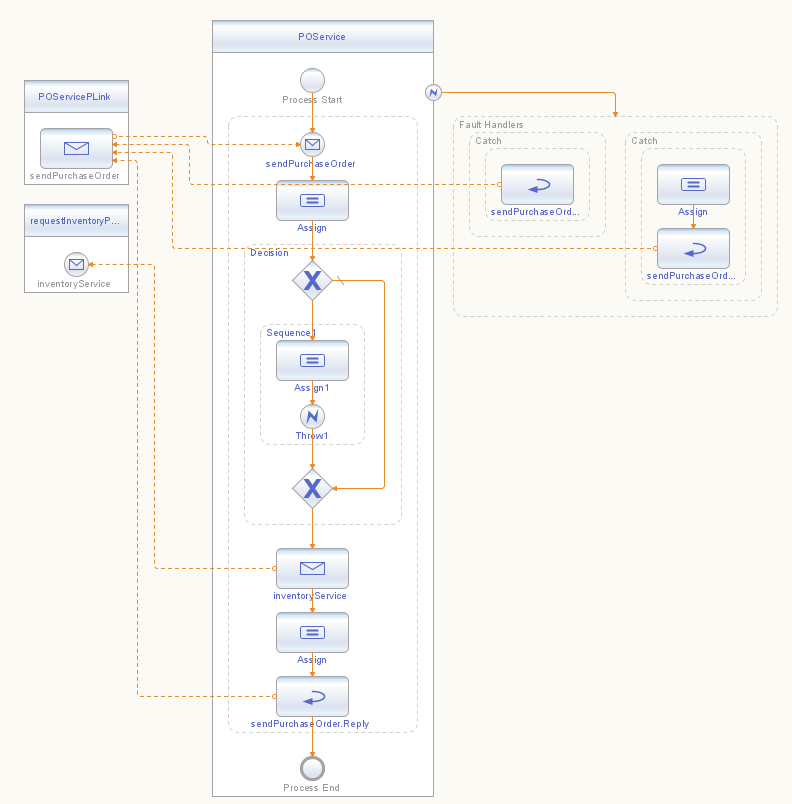 POService
POServicePLink
Process Start
sendPurchaseOrder
sendPurchaseOrder
Fault Handlers
Catch
Catch
sendPurchaseOrd...
Assign
sendPurchaseOrd...
requestInventoryP...
inventoryService
Assign
Decision
Sequence1
Assign1
Throw1
inventoryService
Assign
sendPurchaseOrder.Reply
Process End